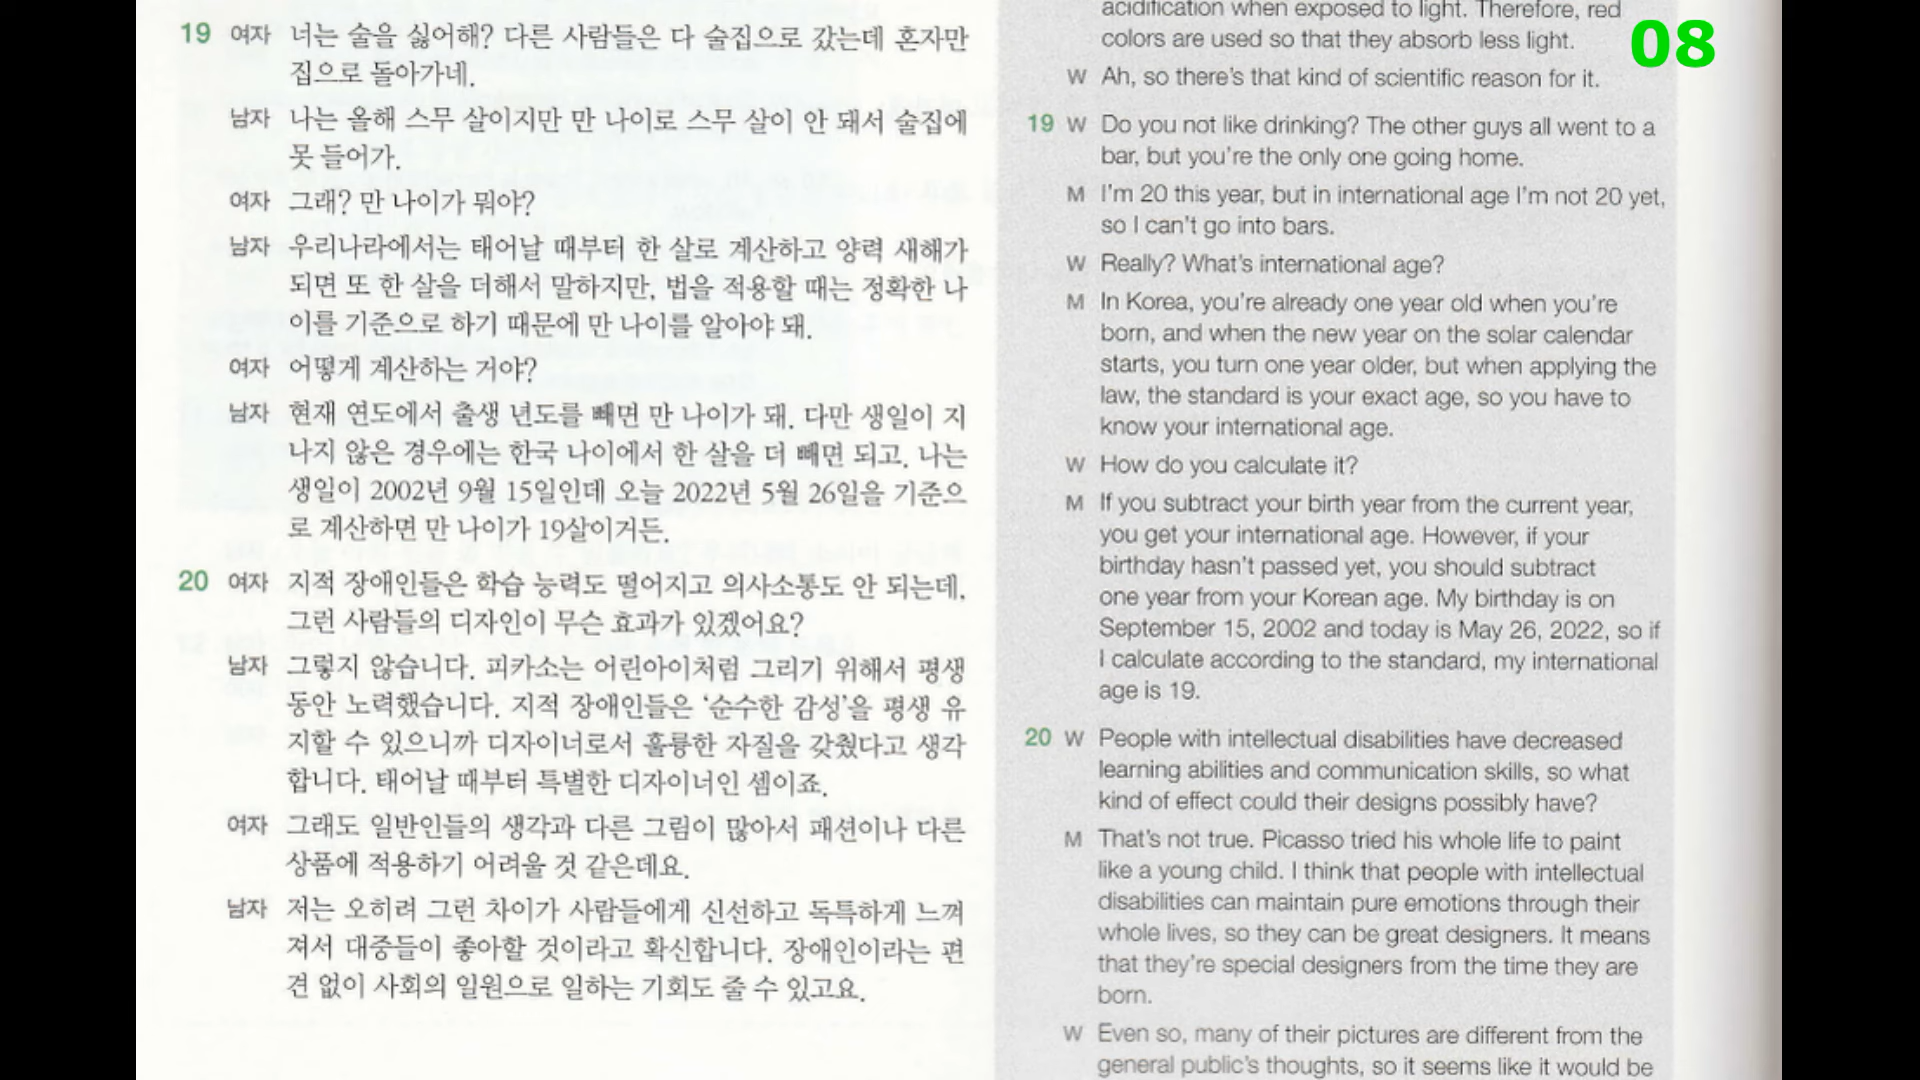 19 여자 너는 술을 싫어해? 다른 사람들은 다 술집으로 갔는데 혼자만
집으로 돌아가네.
남자 나는 올해 스무 살이지만 만 나이로 스무 살이 안 돼서 술집에
못 들어가.
여자 그래? 만 나이가 뭐야?
남자 우리나라에서는 태어날 때부터 한 살로 계산하고 양력 새해가
되면 또 한 살을 더해서 말하지만, 법을 적용할 때는 정확한 나
이를 기준으로 하기 때문에 만 나이를 알아야 돼.
여자 어떻게 계산하는 거야?
남자 현재 연도에서 출생 년도를 빼면 만 나이가 돼. 다만 생일이 지
나지 않은 경우에는 한국 나이에서 한 살을 더 빼면 되고. 나는
생일이 2002년 9월 15일인데 오늘 2022년 5월 26일을 기준으
로 계산하면 만 나이가 19살이거든.
20 여자 지적 장애인들은 학습 능력도 떨어지고 의사소통도 안 되는데,
그런 사람들의 디자인이 무슨 효과가 있겠어요?
남자 그렇지 않습니다. 피카소는 어린아이처럼 그리기 위해서 평생
동안 노력했습니다. 지적 장애인들은 ‘순수한 감성’을 평생 유
지할 수 있으니까 디자이너로서 훌륭한 자질을 갖췄다고 생각
합니다. 태어날 때부터 특별한 디자이너인 셈이죠.
여자 그래도 일반인들의 생각과 다른 그림이 많아서 패션이나 다른
상품에 적용하기 어려울 것 같은데요.
남자 저는 오히려 그런 차이가 사람들에게 신선하고 독특하게 느껴
져서 대중들이 좋아할 것이라고 확신합니다. 장애인이라는 편
견 없이 사회의 일원으로 일하는 기회도 줄 수 있고요.
acidification when exposed to light. Therefore, red
colors are used so that they absorb less light.
W Ah, so there’s that kind of scientific reason for it.
19 W Do you not like drinking? The other guys all went to a
bar, but you’re the only one going home.
M I’m 20 this year, but in international age I’m not 20 yet,
so I can’t go into bars.
W Really? What’s international age?
M In Korea, you’re already one year old when you’re
born, and when the new year on the solar calendar
starts, you turn one year older, but when applying the
law, the standard is your exact age, so you have to
know your international age.
W How do you calculate it?
M If you subtract your birth year from the current year,
you get your international age. However, if your
birthday hasn’t passed yet, you should subtract
one year from your Korean age. My birthday is on
September 15, 2002 and today is May 26, 2022, so if
I calculate according to the standard, my international
age is 19.
20 W People with intellectual disabilities have decreased
learning abilities and communication skills, so what
kind of effect could their designs possibly have?
M That’s not true. Picasso tried his whole life to paint
like a young child. I think that people with intellectual
disabilities can maintain pure emotions through their
whole lives, so they can be great designers. It means
that they’re special designers from the time they are
born.
W Even so, many of their pictures are different from the
general public’s thoughts, so it seems like it would be
08